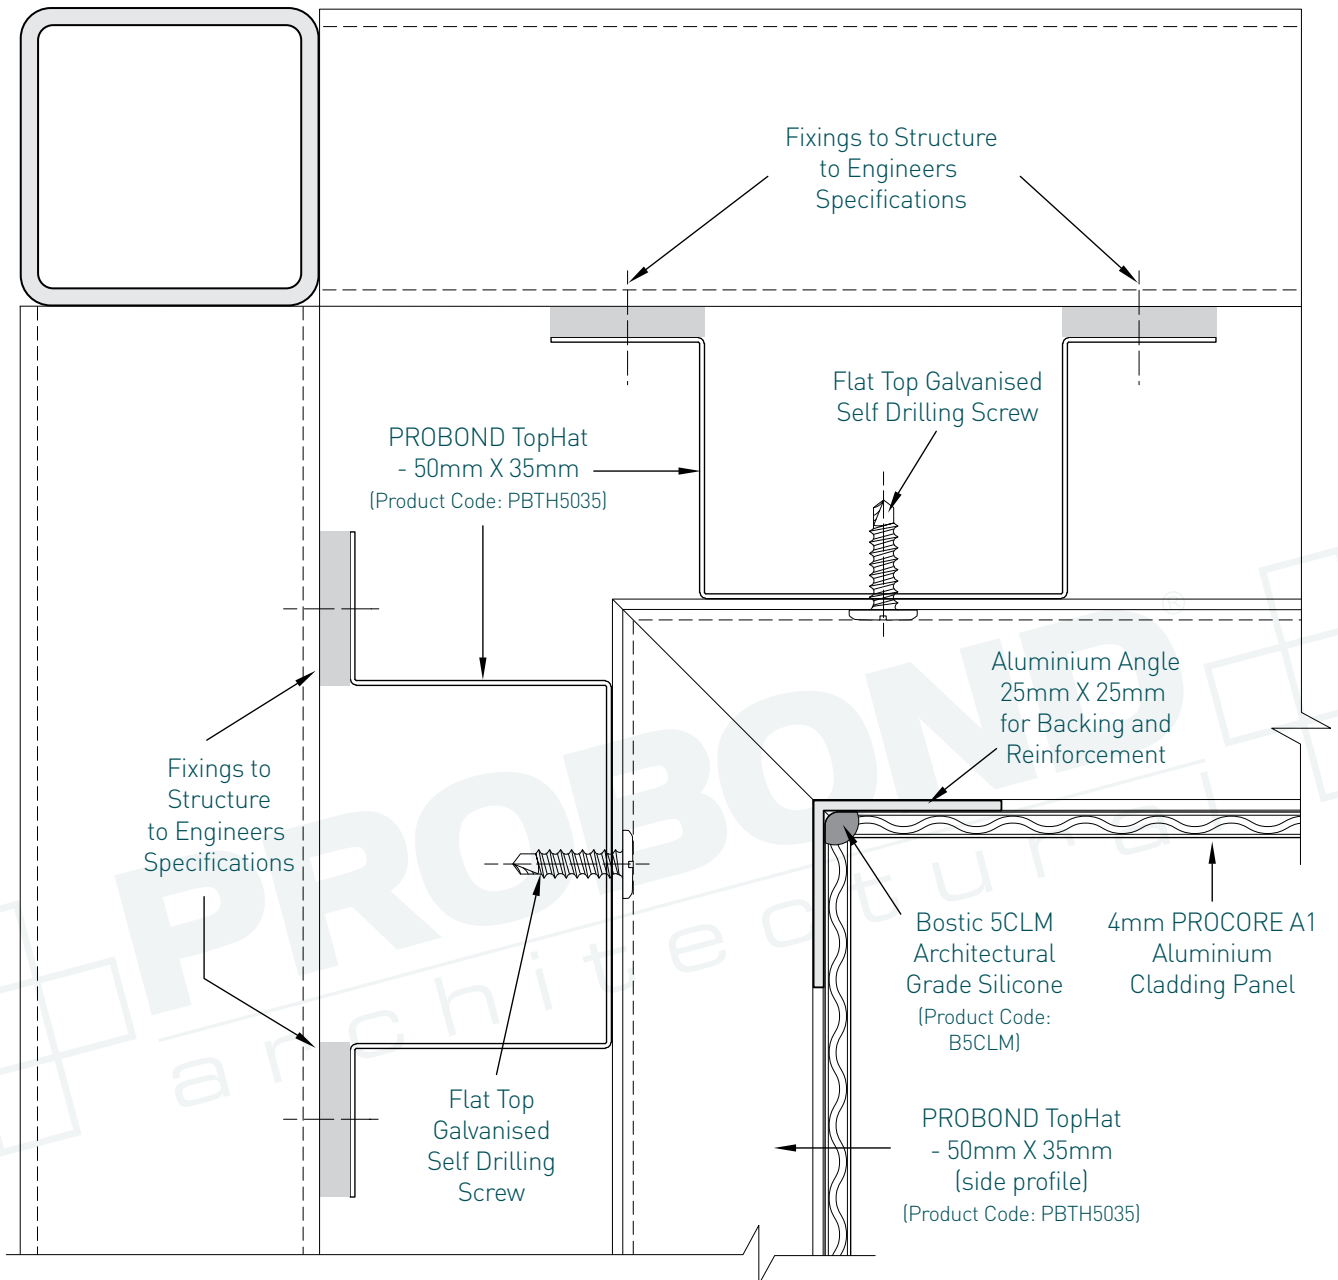 Fixings to Structure
to Engineers
Specifications
Flat Top Galvanised
Self Drilling Screw
PROBOND TopHat
- 50mm X 35mm
(Product Code: PBTH5035)
Aluminium Angle
25mm X 25mm
for Backing and
Reinforcement
Fixings to
Structure
to Engineers
Specifications
Bostic 5CLM
Architectural
Grade Silicone
(Product Code:
B5CLM)
4mm PROCORE A1
Aluminium
Cladding Panel
Flat Top
Galvanised
Self Drilling
Screw
PROBOND TopHat
- 50mm X 35mm
(side profile)
(Product Code: PBTH5035)
PROBOND®
architectural